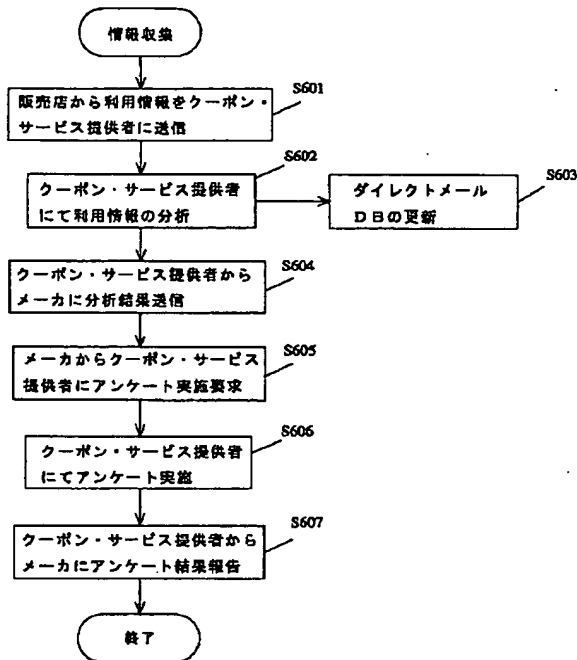 情報収集
S601
販売店から利用情報をクーポン・
サービス提供者に送信
S602
クーポン・サービス提供者
にて利用情報の分析
S603
ダイレクトメール
DBの更新
S604
クーポン・サービス提供者から
メーカに分析結果送信
S605
メーカからクーポン・サービス
提供者にアンケート実施要求
S606
クーポン・サービス提供者
にてアンケート実施
S607
クーポン・サービス提供者から
メーカにアンケート結果報告
終了